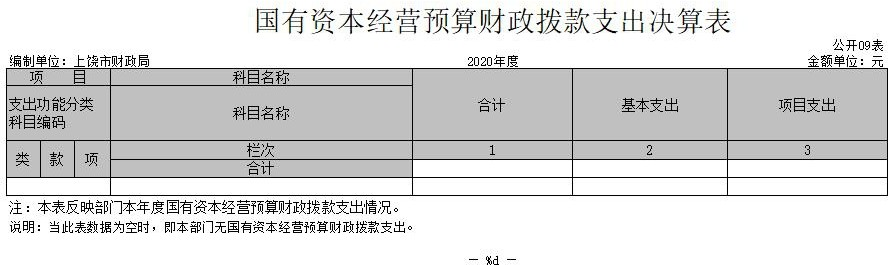 国有资本经营预算财政拨款支出决算表
公开09表
编制单位：上饶市财政局 2020年度 金额单位：元
项 目 科目名称 合计 基本支出 项目支出
支出功能分类科目编码 科目名称
类 款 项 栏次 1 2 3
合计
注：本表反映部门本年度国有资本经营预算财政拨款支出情况。
说明：当此表数据为空时，即本部门无国有资本经营预算财政拨款支出。
— %d —